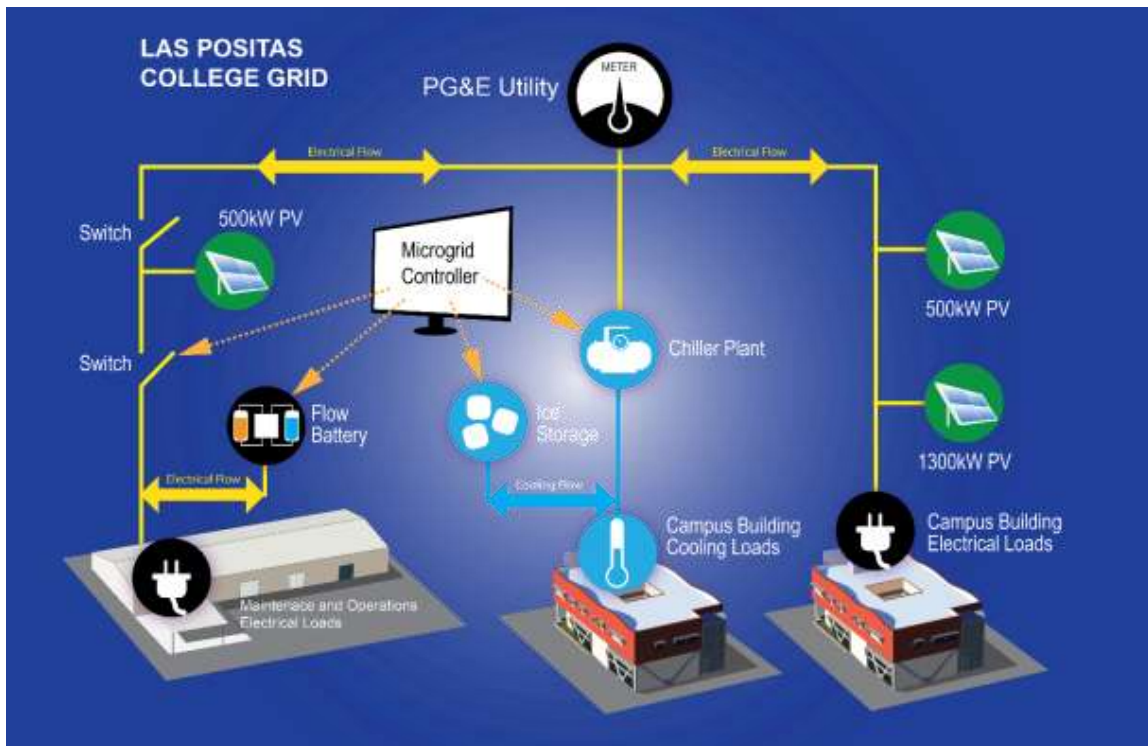 LAS POSITAS
COLLEGE GRID
PG&E Utility
METER
Electrical Flow
Electrical Flow
Switch
500kW PV
Microgrid
Controller
500kW PV
Switch
Chiller Plant
Flow
Battery
Ice
Storage
1300kW PV
Electrical Flow
Cooling Flow
Campus Building
Cooling Loads
Campus Building
Electrical Loads
Maintenace and Operations
Electrical Loads